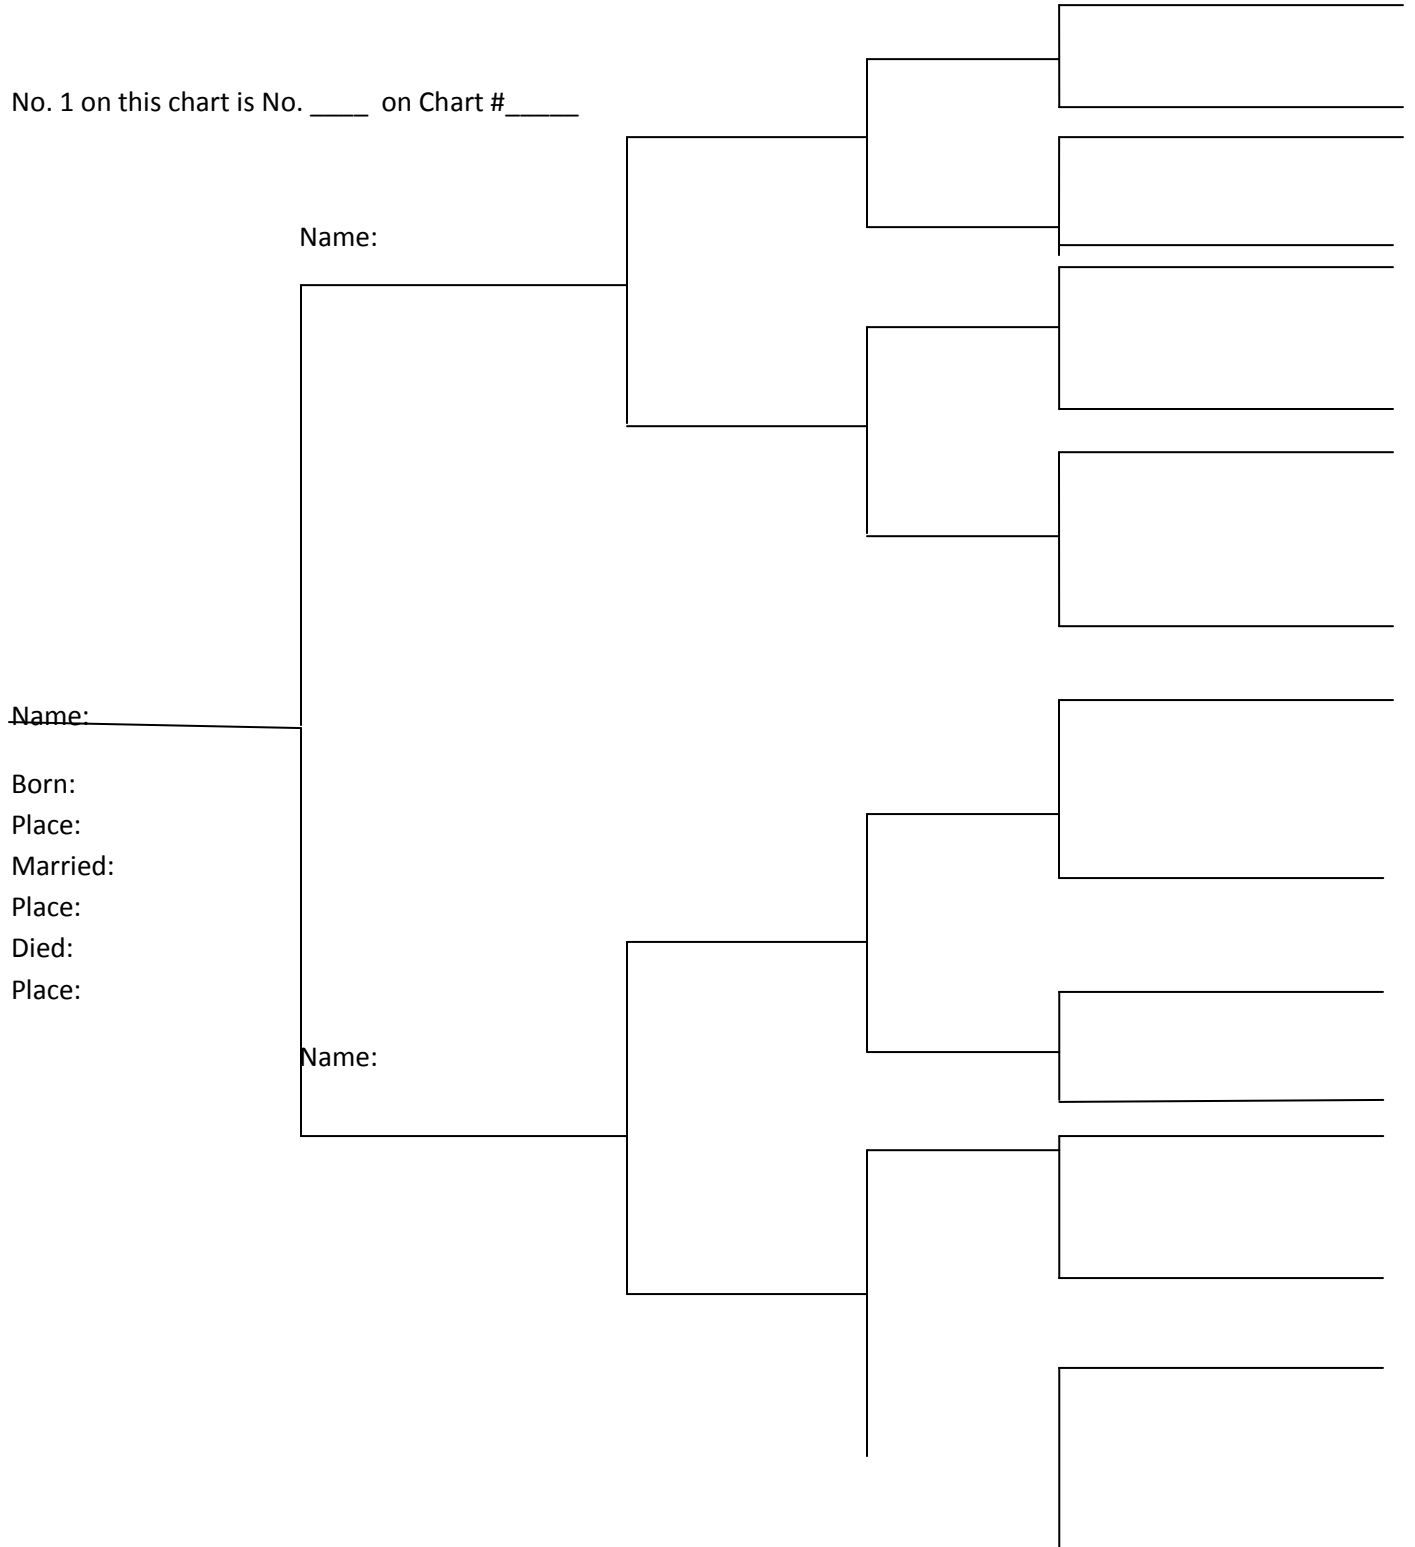 No. 1 on this chart is No. ____ on Chart #_____
Name:
Name:
Born:
Place:
Married:
Place:
Died:
Place:
Name: